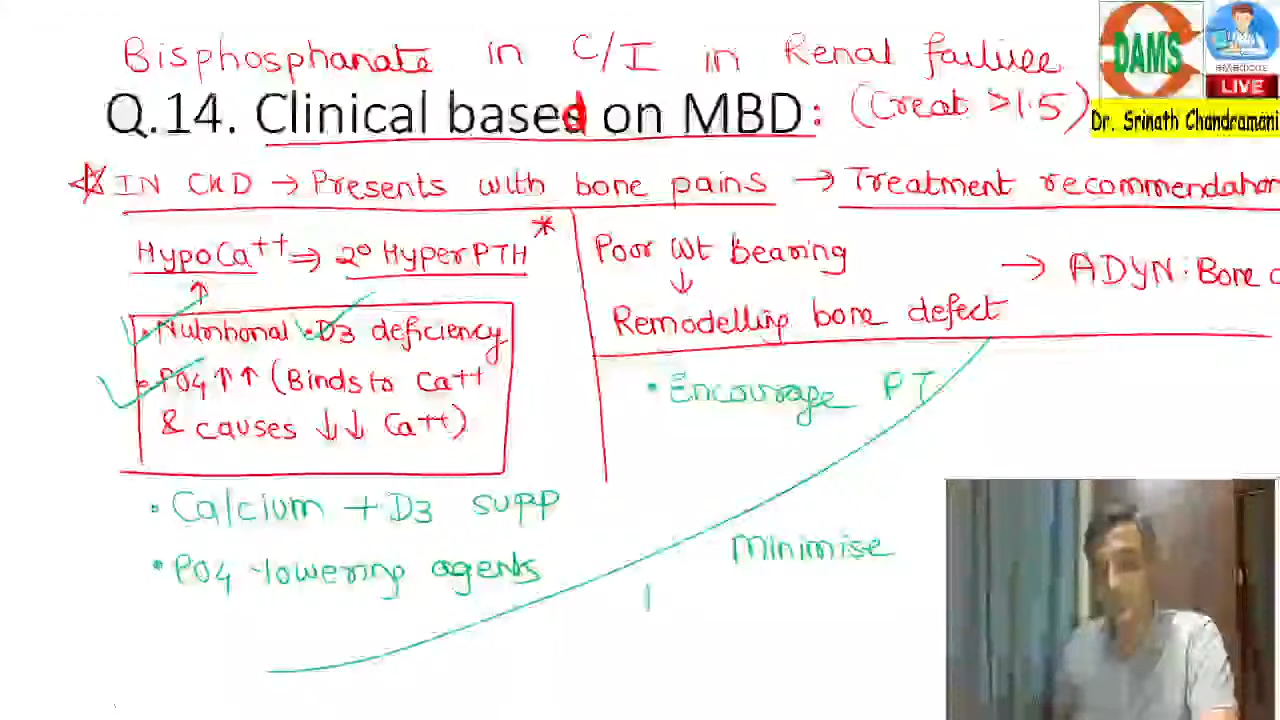 Bisphosphanate in C/I in Renal failure
Q.14. Clinical based on MBD: (Creat >1.5)
DAMS
LIVE
Dr. Srinath Chandramani
IN CKD → Presents with bone pains → Treatment recommendation
HypoCa++ ⇒ 2° HyperPTH *
↑
• Nutritional • D3 deficiency
• PO4 ↑↑ (Binds to Ca++
& causes ↓↓ Ca++)
• Calcium + D3 supp
• PO4 -lowering agents
Poor Wt bearing
↓
Remodelling bone defect
→ ADYN: Bone
• Encourage PT
Minimise